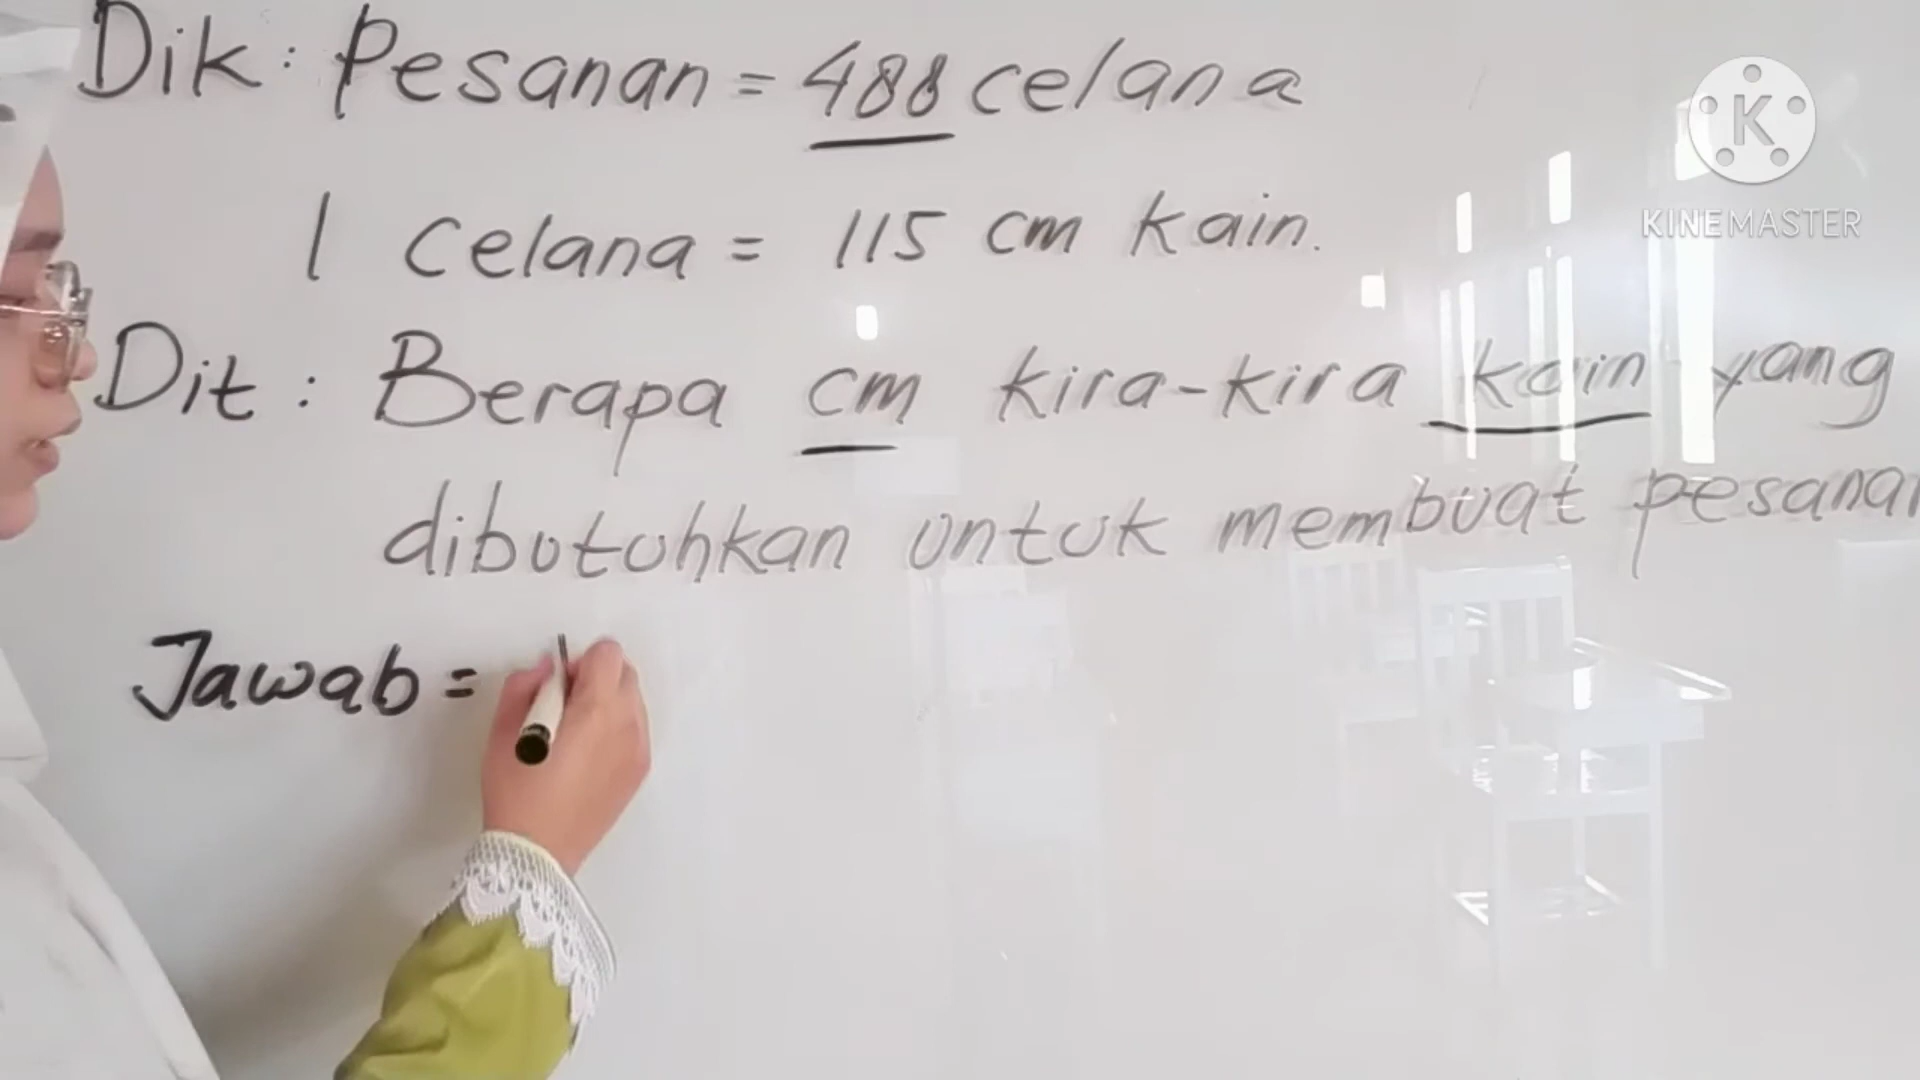 Dik : Pesanan = 488 celana
1 celana = 115 cm kain.
Dit : Berapa cm kira-kira kain yang
dibutuhkan untuk membuat pesanan
Jawab =
KINEMASTER